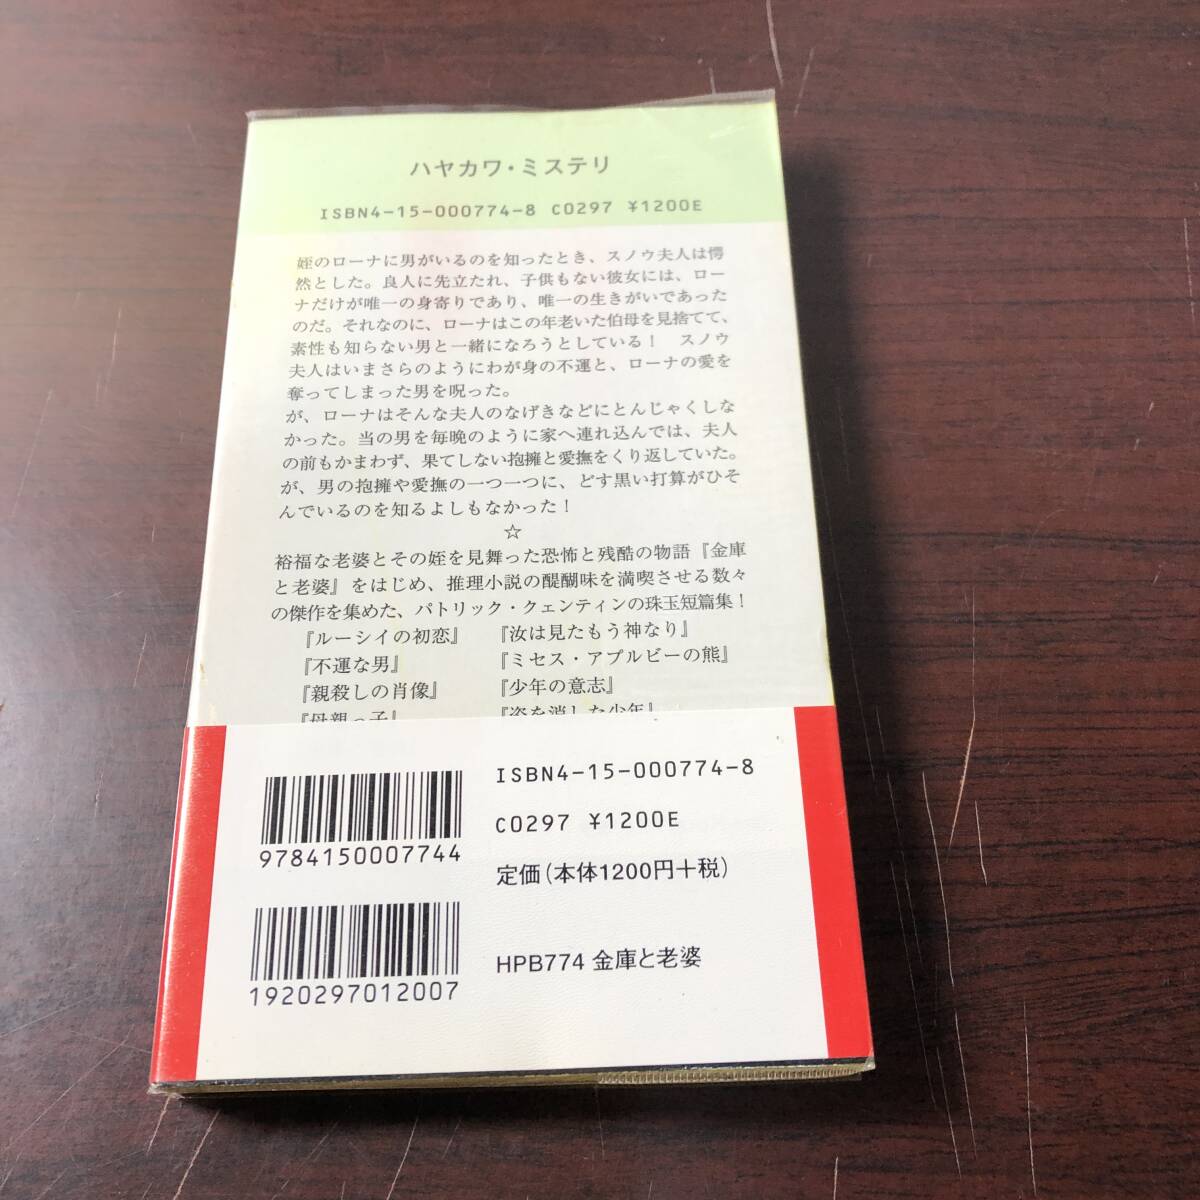 ハヤカワ・ミステリ
ISBN4-15-000774-8 C0297 ¥1200E
姪のローナに男がいるのを知ったとき、スノウ夫人は愕
然とした。良人に先立たれ、子供もない彼女には、ロー
ナだけが唯一の身寄りであり、唯一の生きがいであった
のだ。それなのに、ローナはこの年老いた伯母を見捨てて、
素性も知らない男と一緒になろうとしている！　スノウ
夫人はいまさらのようにわが身の不運と、ローナの愛を
奪ってしまった男を呪った。
が、ローナはそんな夫人のなげきなどにとんじゃくしな
かった。当の男を毎晩のように家へ連れ込んでは、夫人
の前もかまわず、果てしない抱擁と愛撫をくり返していた。
が、男の抱擁や愛撫の一つ一つに、どす黒い打算がひそ
んでいるのを知るよしもなかった！
☆
裕福な老婆とその姪を見舞った恐怖と残酷の物語『金庫
と老婆』をはじめ、推理小説の醍醐味を満喫させる数々
の傑作を集めた、パトリック・クェンティンの珠玉短篇集！
『ルーシイの初恋』　『汝は見たもう神なり』
『不運な男』　『ミセス・アプルビーの熊』
『親殺しの肖像』　『少年の意志』
『母親っ子』　『姿を消した少年』
ISBN4-15-000774-8
C0297 ¥1200E
9784150007744
定価（本体1200円＋税）
1920297012007
HPB774 金庫と老婆